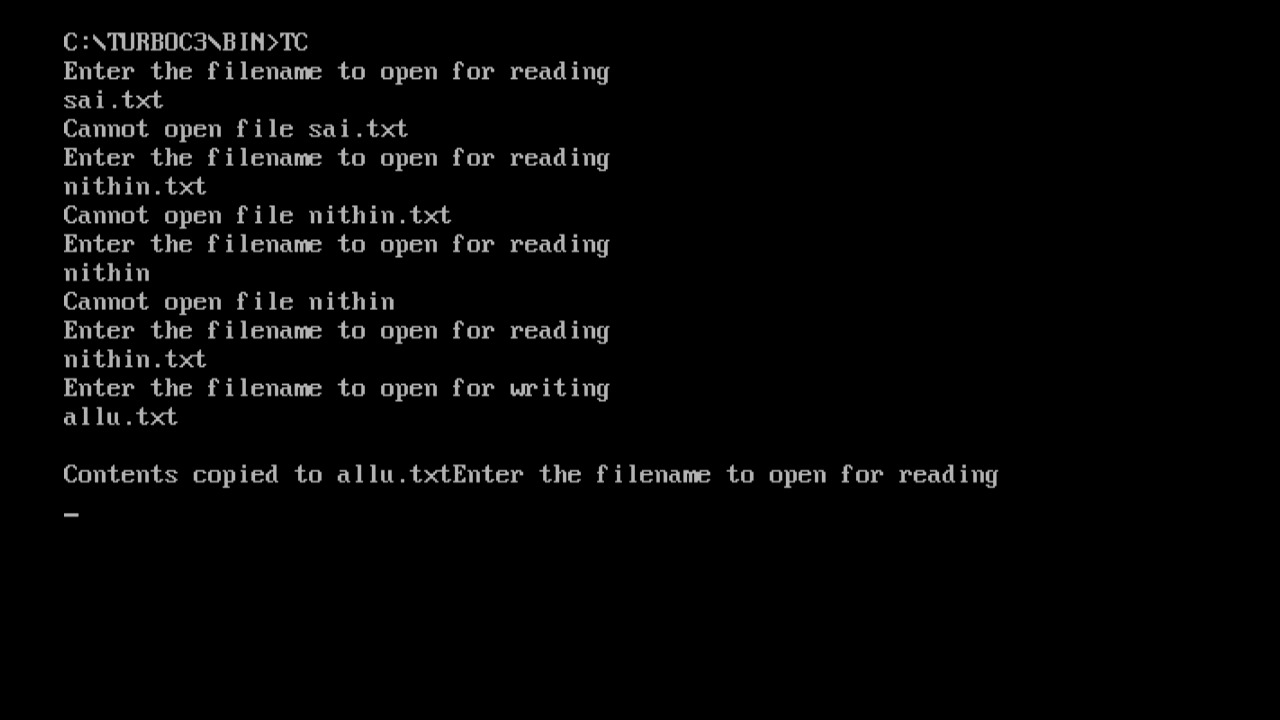 C:\TURBOC3\BIN>TC
Enter the filename to open for reading
sai.txt
Cannot open file sai.txt
Enter the filename to open for reading
nithin.txt
Cannot open file nithin.txt
Enter the filename to open for reading
nithin
Cannot open file nithin
Enter the filename to open for reading
nithin.txt
Enter the filename to open for writing
allu.txt
Contents copied to allu.txtEnter the filename to open for reading